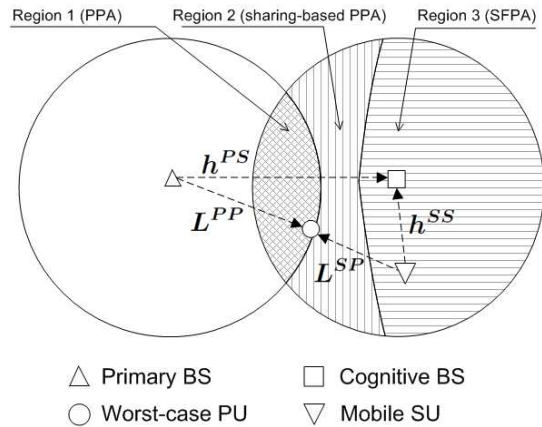 Region 1 (PPA)
Region 2 (sharing-based PPA)
Region 3 (SFPA)
h^{PS}
L^{PP}
h^{SS}
L^{SP}
Primary BS
Cognitive BS
Worst-case PU
Mobile SU